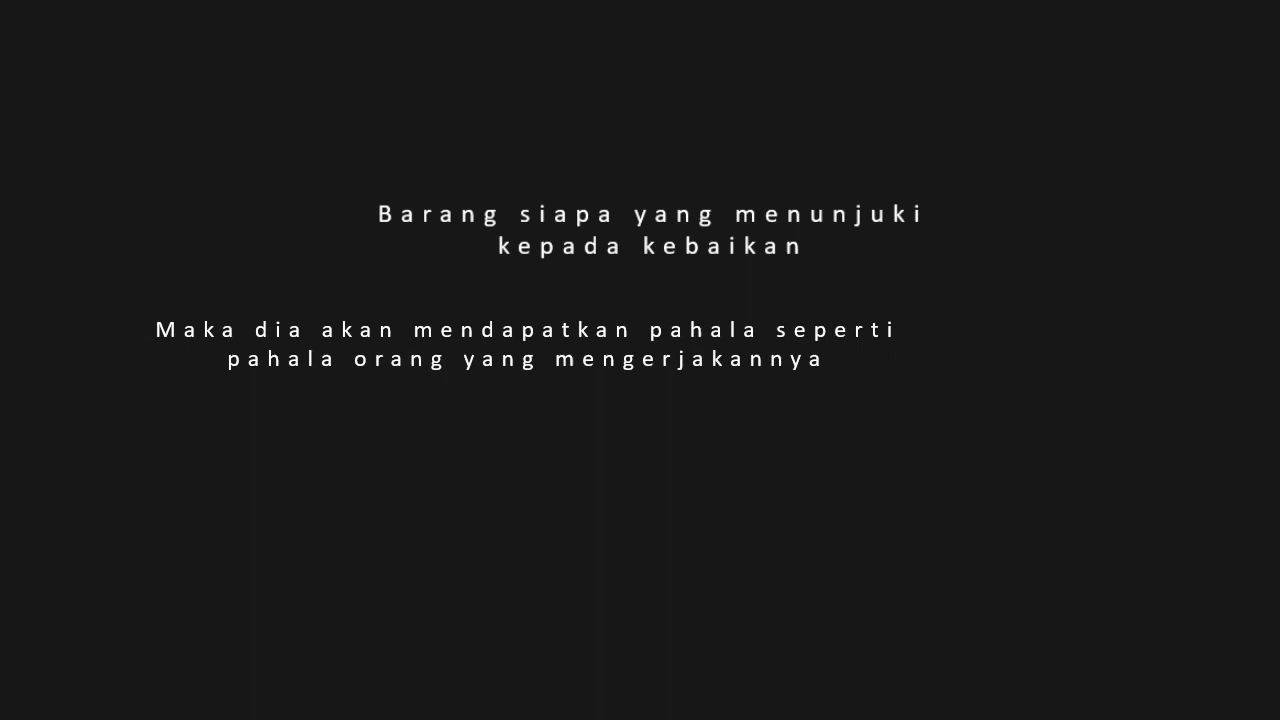 Barang siapa yang menunjuki
kepada kebaikan
Maka dia akan mendapatkan pahala seperti
pahala orang yang mengerjakannya